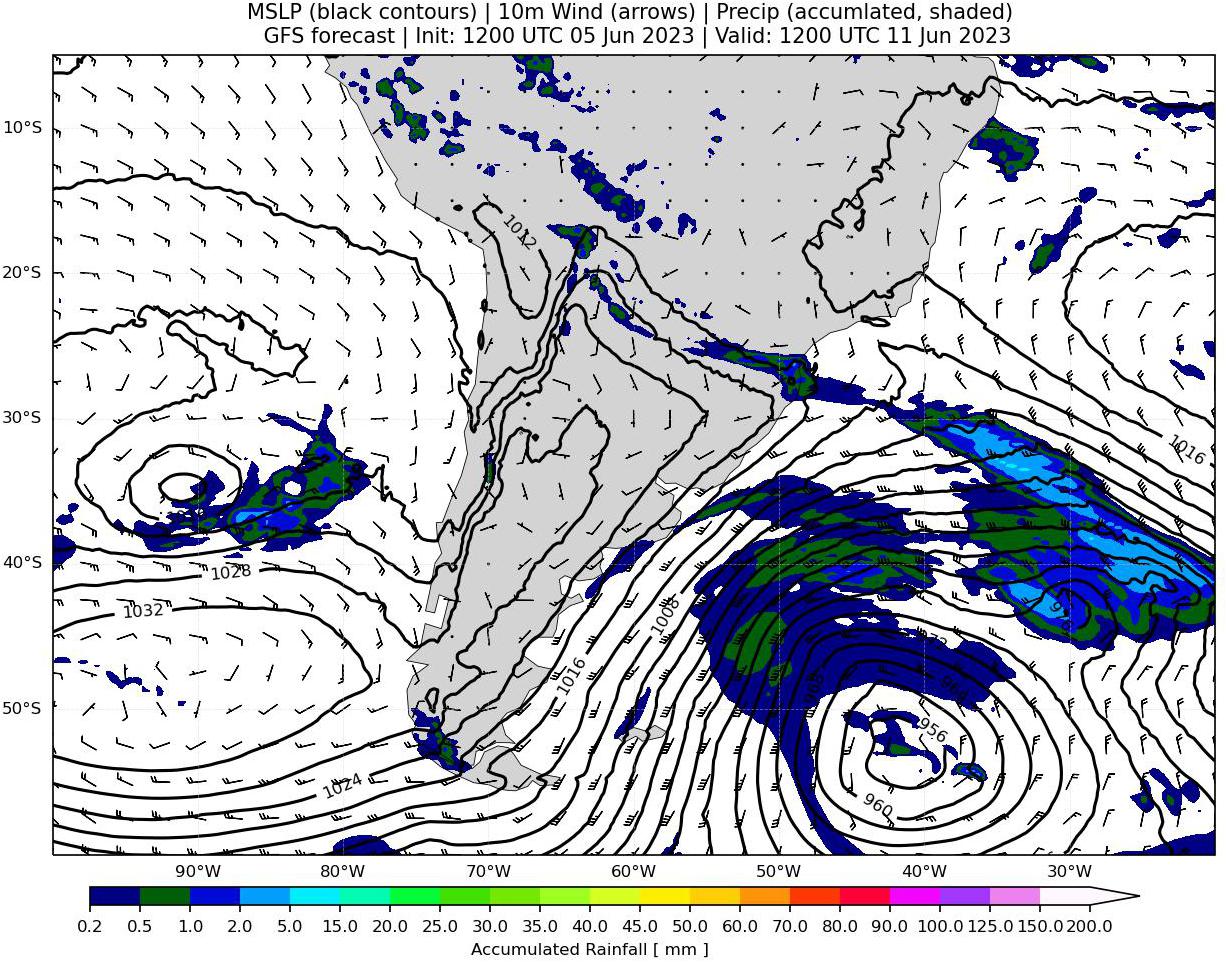 MSLP (black contours) | 10m Wind (arrows) | Precip (accumlated, shaded)
GFS forecast | Init: 1200 UTC 05 Jun 2023 | Valid: 1200 UTC 11 Jun 2023
10°S
1012
20°S
30°S
1016
40°S
1028
1032
1008
972
1016
964
50°S
956
1024
960
90°W 80°W 70°W 60°W 50°W 40°W 30°W
0.2 0.5 1.0 2.0 5.0 10.0 15.0 20.0 25.0 30.0 35.0 40.0 45.0 50.0 60.0 70.0 80.0 90.0 100.0 125.0 150.0 200.0
Accumulated Rainfall [ mm ]